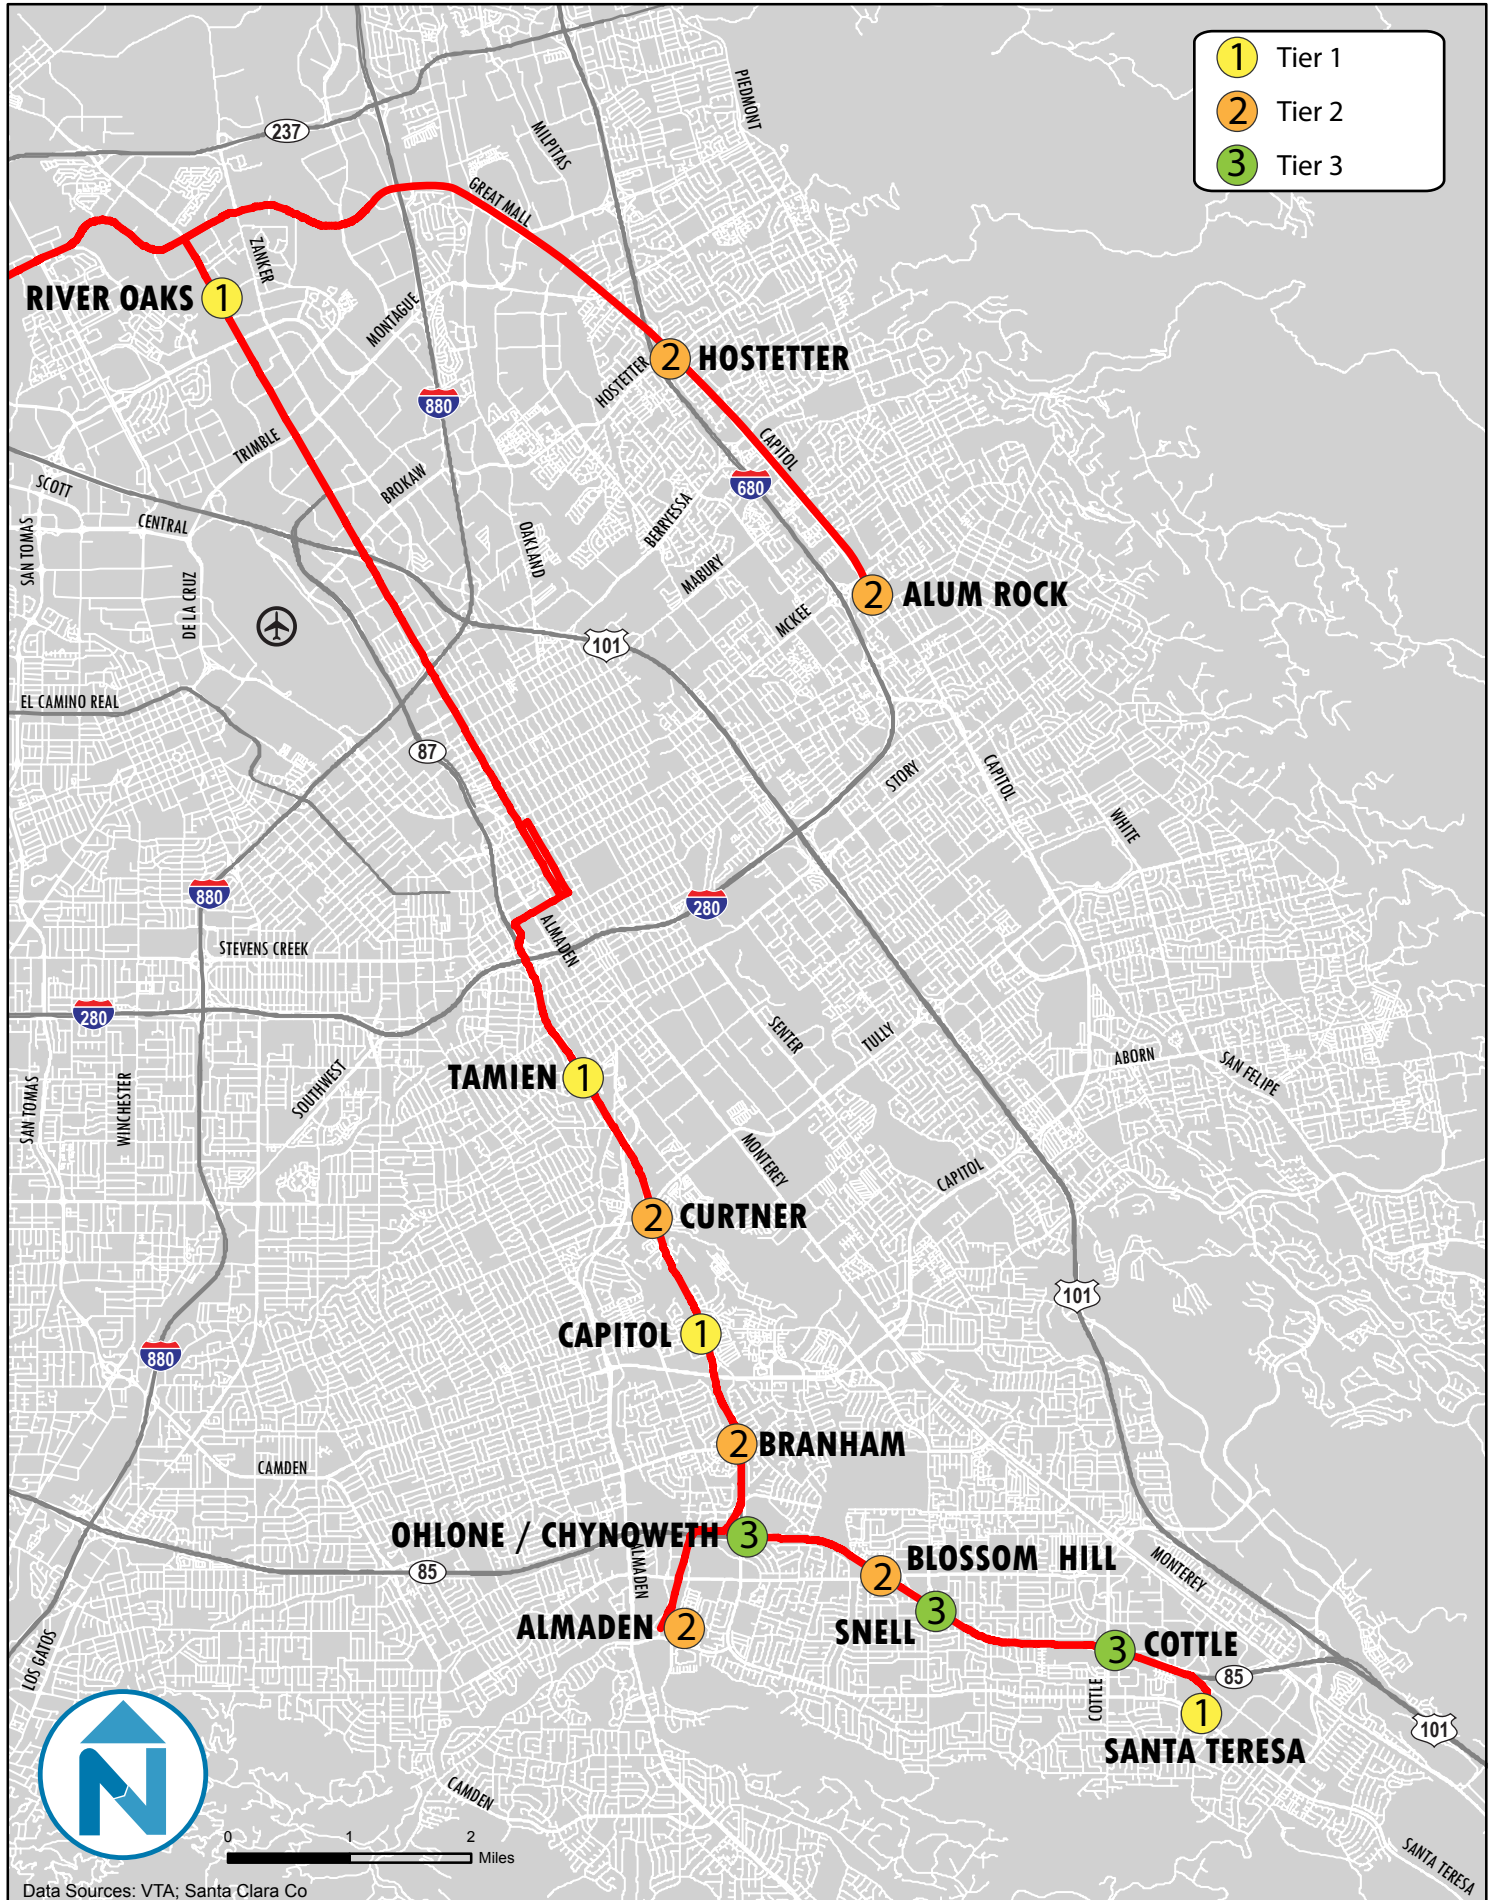 1 Tier 1
2 Tier 2
3 Tier 3
PIEDMONT
237
MILPITAS
GREAT MALL
ZANKER
RIVER OAKS 1
MONTAGUE
2 HOSTETTER
HOSTETTER
880
TRIMBLE
CAPITOL
BROKAW
680
SCOTT
CENTRAL
SAN TOMAS
OAKLAND
BERRYESSA
MABURY
DE LA CRUZ
2 ALUM ROCK
MCKEE
101
EL CAMINO REAL
87
STORY
CAPITOL
WHITE
880
280
ALMADEN
STEVENS CREEK
280
SENTER
TULLY
ABORN
SAN FELIPE
TAMIEN 1
SOUTHWEST
SAN TOMAS
WINCHESTER
MONTEREY
CAPITOL
2 CURTNER
101
CAPITOL 1
880
2 BRANHAM
CAMDEN
OHLONE / CHYNOWETH 3
ALMADEN
85
2 BLOSSOM HILL
MONTEREY
SNELL 3
ALMADEN 2
3 COTTLE
LOS GATOS
85
COTTLE
1
SANTA TERESA
101
N
CAMDEN
0 1 2
Miles
SANTA TERESA
Data Sources: VTA; Santa Clara Co